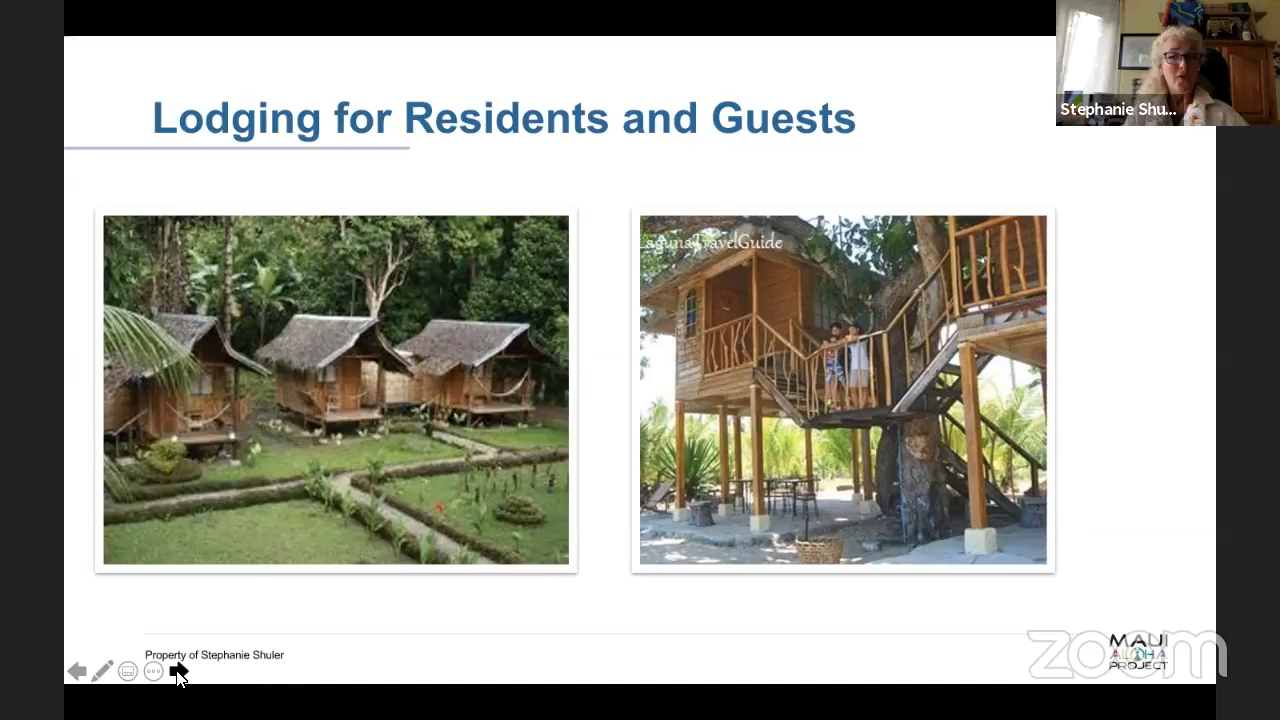 Lodging for Residents and Guests
Stephanie Shu...
LagunaTravelGuide
Property of Stephanie Shuler
MAUI
ALOHA
PROJECT
zoom